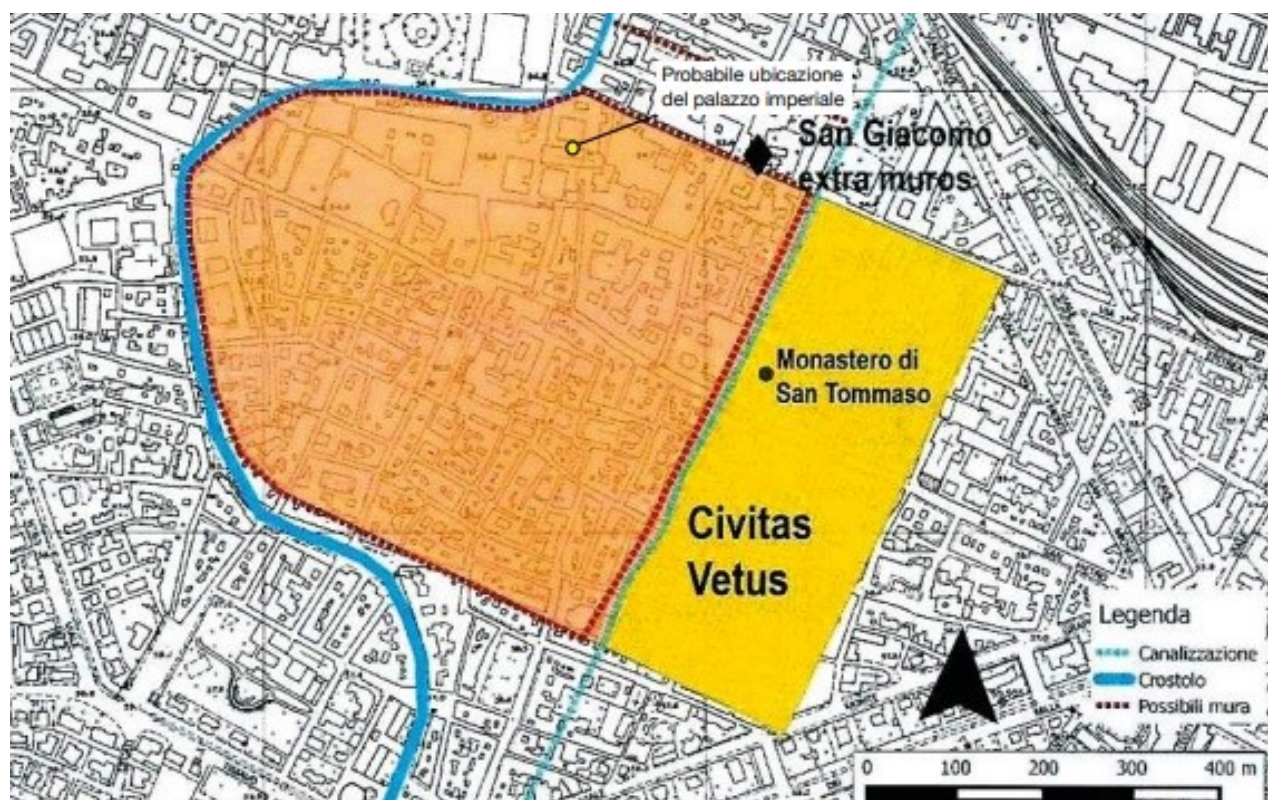 Probabile ubicazione
del palazzo imperiale
San Giacomo
extra muros
Monastero di
San Tommaso
Civitas
Vetus
Legenda
Canalizzazione
Crostolo
Possibili mura
0 100 200 300 400 m